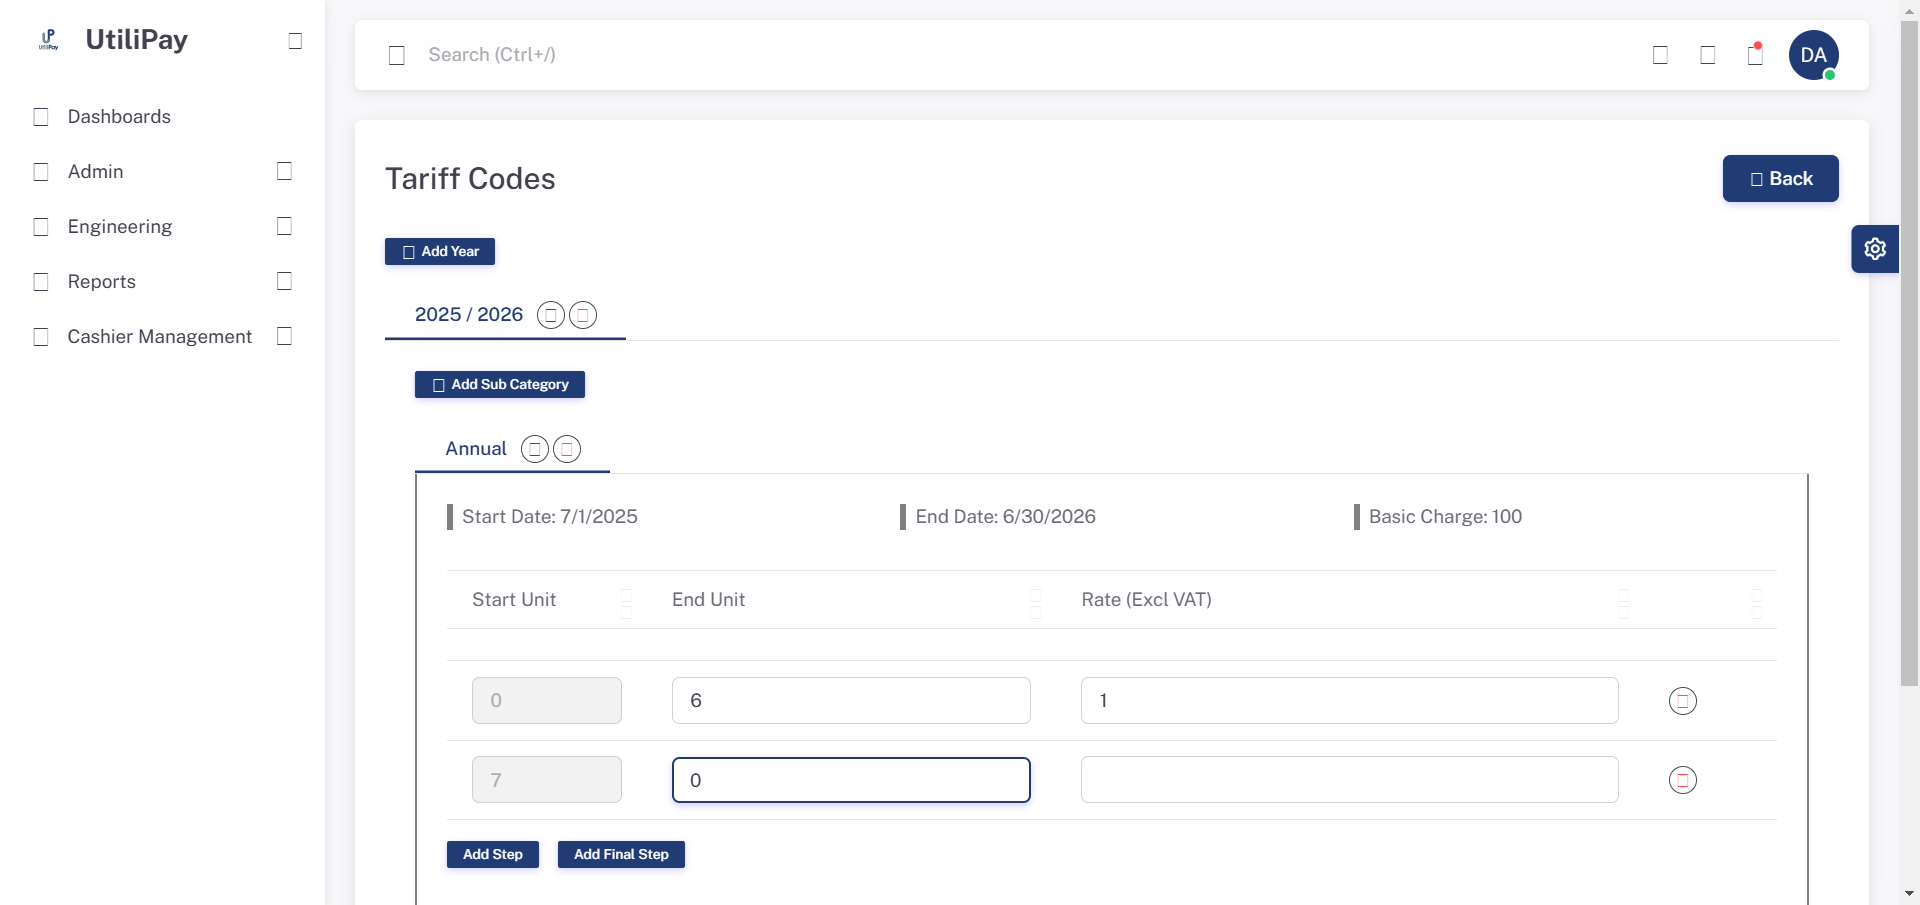 UtiliPay
Search (Ctrl+/)
DA
Dashboards
Admin
Engineering
Reports
Cashier Management
Tariff Codes
Back
Add Year
2025 / 2026
Add Sub Category
Annual
Start Date: 7/1/2025
End Date: 6/30/2026
Basic Charge: 100
Start Unit
End Unit
Rate (Excl VAT)
0
6
1
7
0
Add Step
Add Final Step